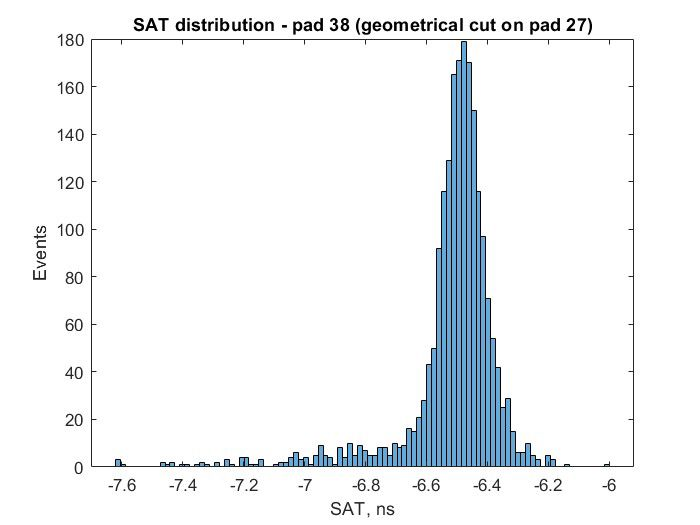 SAT distribution - pad 38 (geometrical cut on pad 27)
180
160
140
120
100
80
60
40
20
0
Events
-7.6 -7.4 -7.2 -7 -6.8 -6.6 -6.4 -6.2 -6
SAT, ns